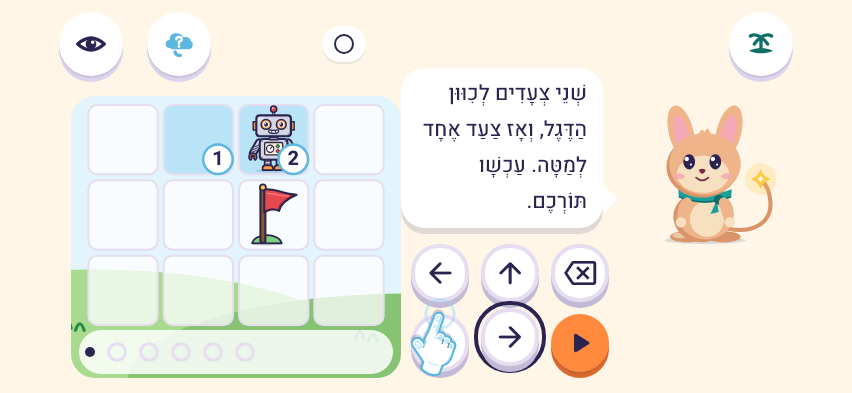 שְׁנֵי צְעָדִים לְכִוּוּן
הַדֶּגֶל, וְאָז צַעַד אֶחָד
לְמַטָּה. עַכְשָׁו
תּוֹרְכֶם.
1
2
?